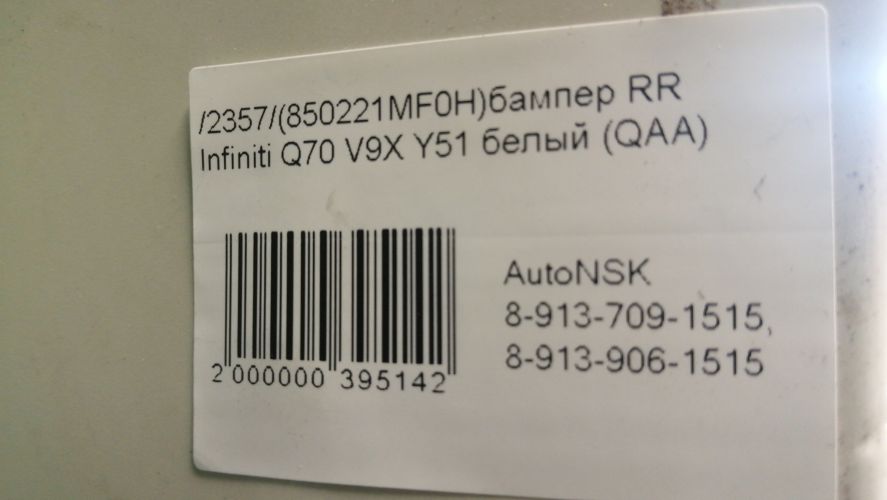 /2357/(850221MF0H)бампер RR
Infiniti Q70 V9X Y51 белый (QAA)
AutoNSK
8-913-709-1515,
8-913-906-1515
2 000000 395142